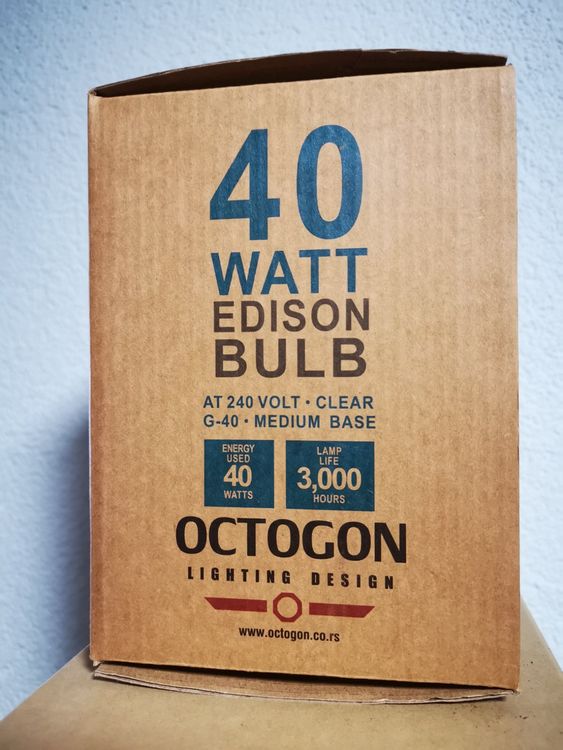 40
WATT
EDISON
BULB
AT 240 VOLT • CLEAR
G-40 • MEDIUM BASE
ENERGY
USED
40
WATTS
LAMP
LIFE
3,000
HOURS
OCTOGON
LIGHTING DESIGN
www.octogon.co.rs